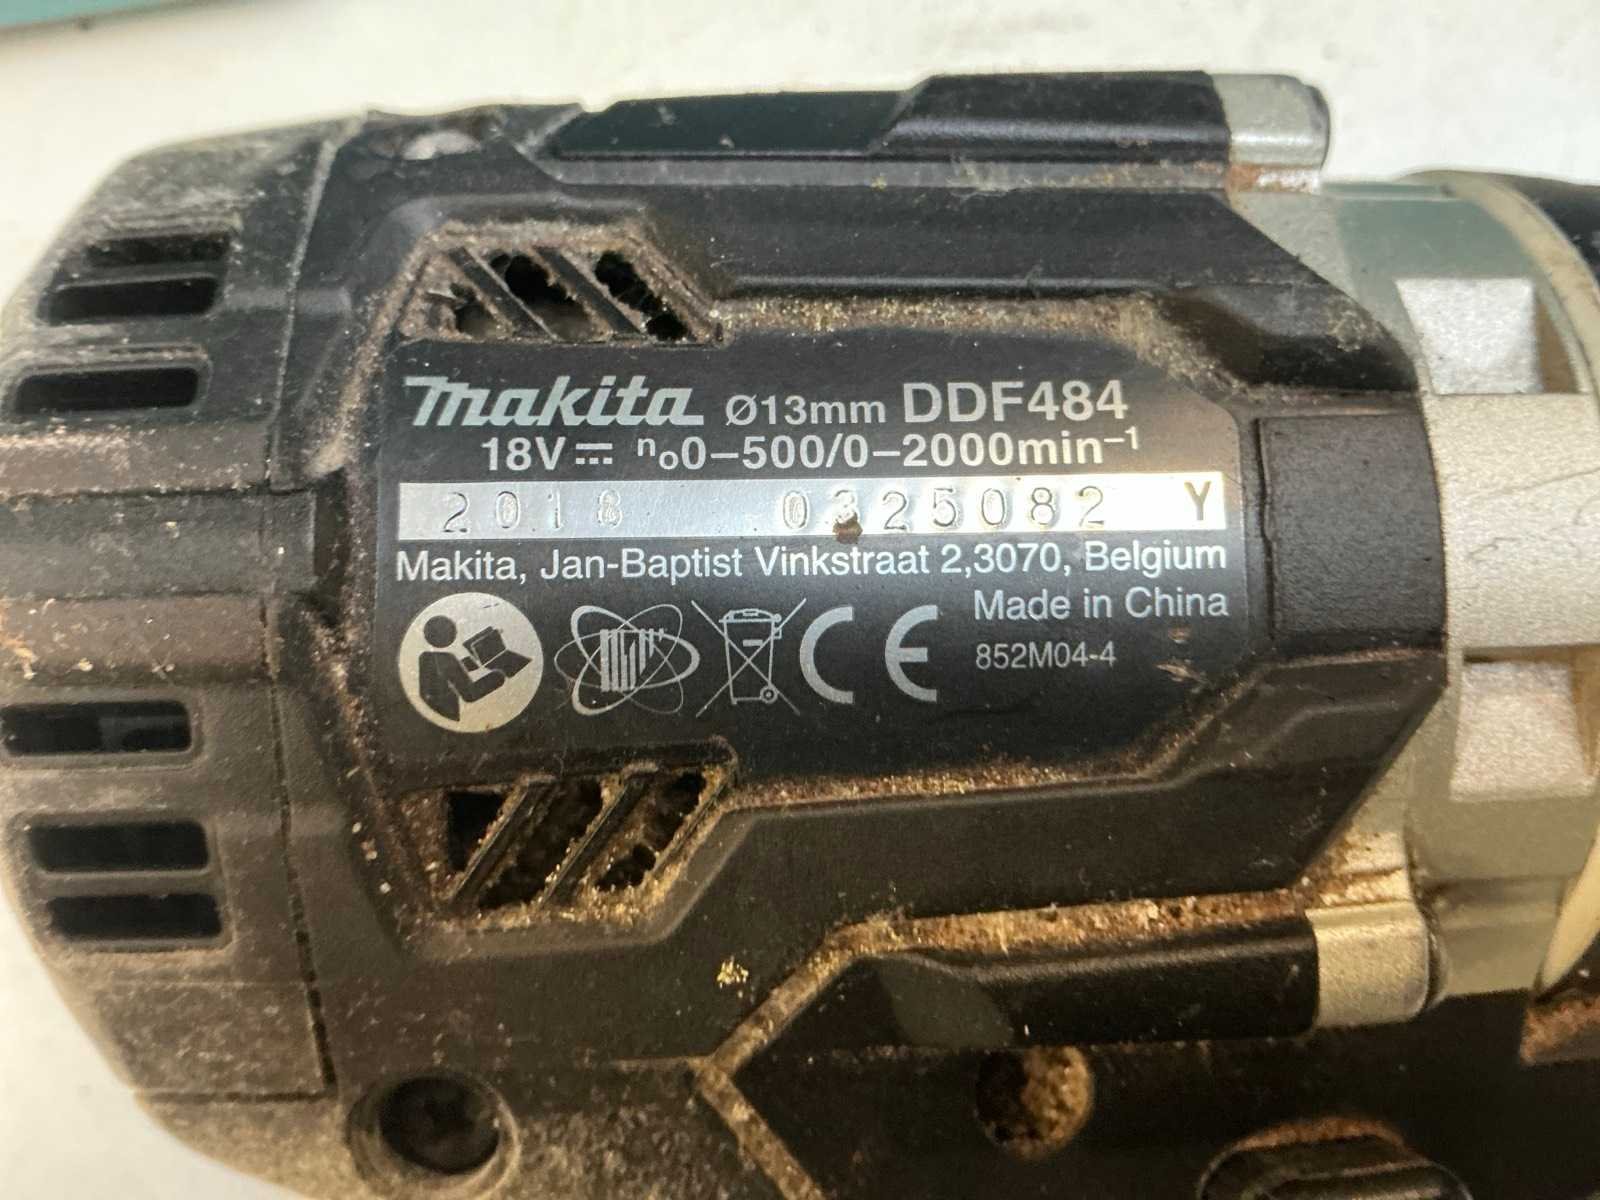 makita Ø13mm DDF484
18V⎓ n₀0–500/0–2000min⁻¹
2018 0325082 Y
Makita, Jan-Baptist Vinkstraat 2,3070, Belgium
Made in China
CE 852M04-4